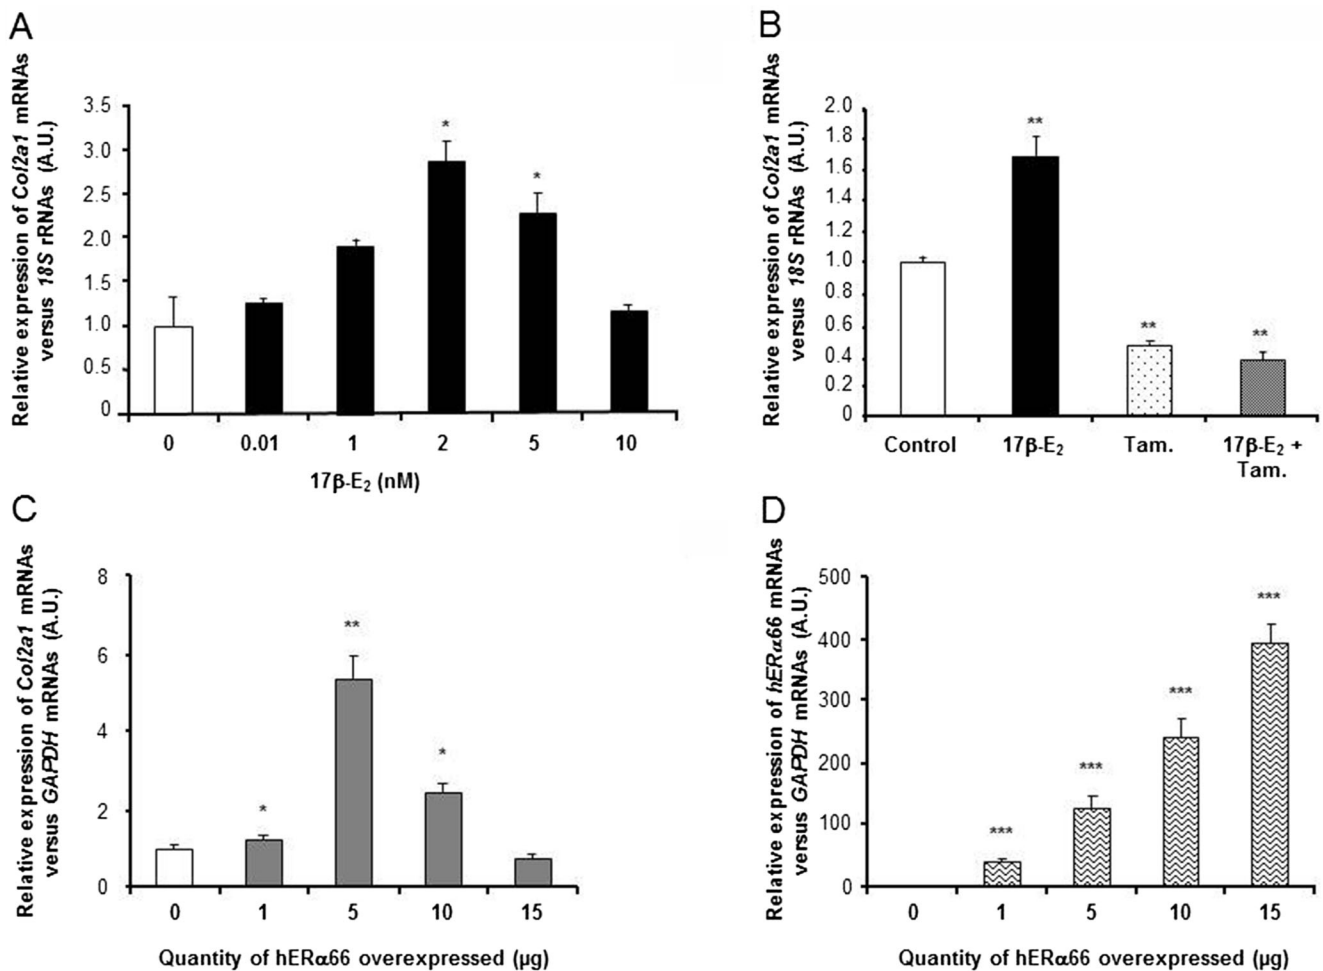 A
Relative expression of Col2a1 mRNAs
versus 18S rRNAs (A.U.)
3.5
3.0
2.5
2.0
1.5
1.0
0.5
0
*
*
0 0.01 1 2 5 10
17β-E2 (nM)
B
Relative expression of Col2a1 mRNAs
versus 18S rRNAs (A.U.)
2.0
1.8
1.6
1.4
1.2
1.0
0.8
0.6
0.4
0.2
0
**
**
**
Control 17β-E2 Tam. 17β-E2 +
Tam.
C
Relative expression of Col2a1 mRNAs
versus GAPDH mRNAs (A.U.)
8
6
4
2
0
*
**
*
0 1 5 10 15
Quantity of hERα66 overexpressed (µg)
D
Relative expression of hERα66 mRNAs
versus GAPDH mRNAs (A.U.)
500
400
300
200
100
0
***
***
***
***
0 1 5 10 15
Quantity of hERα66 overexpressed (µg)